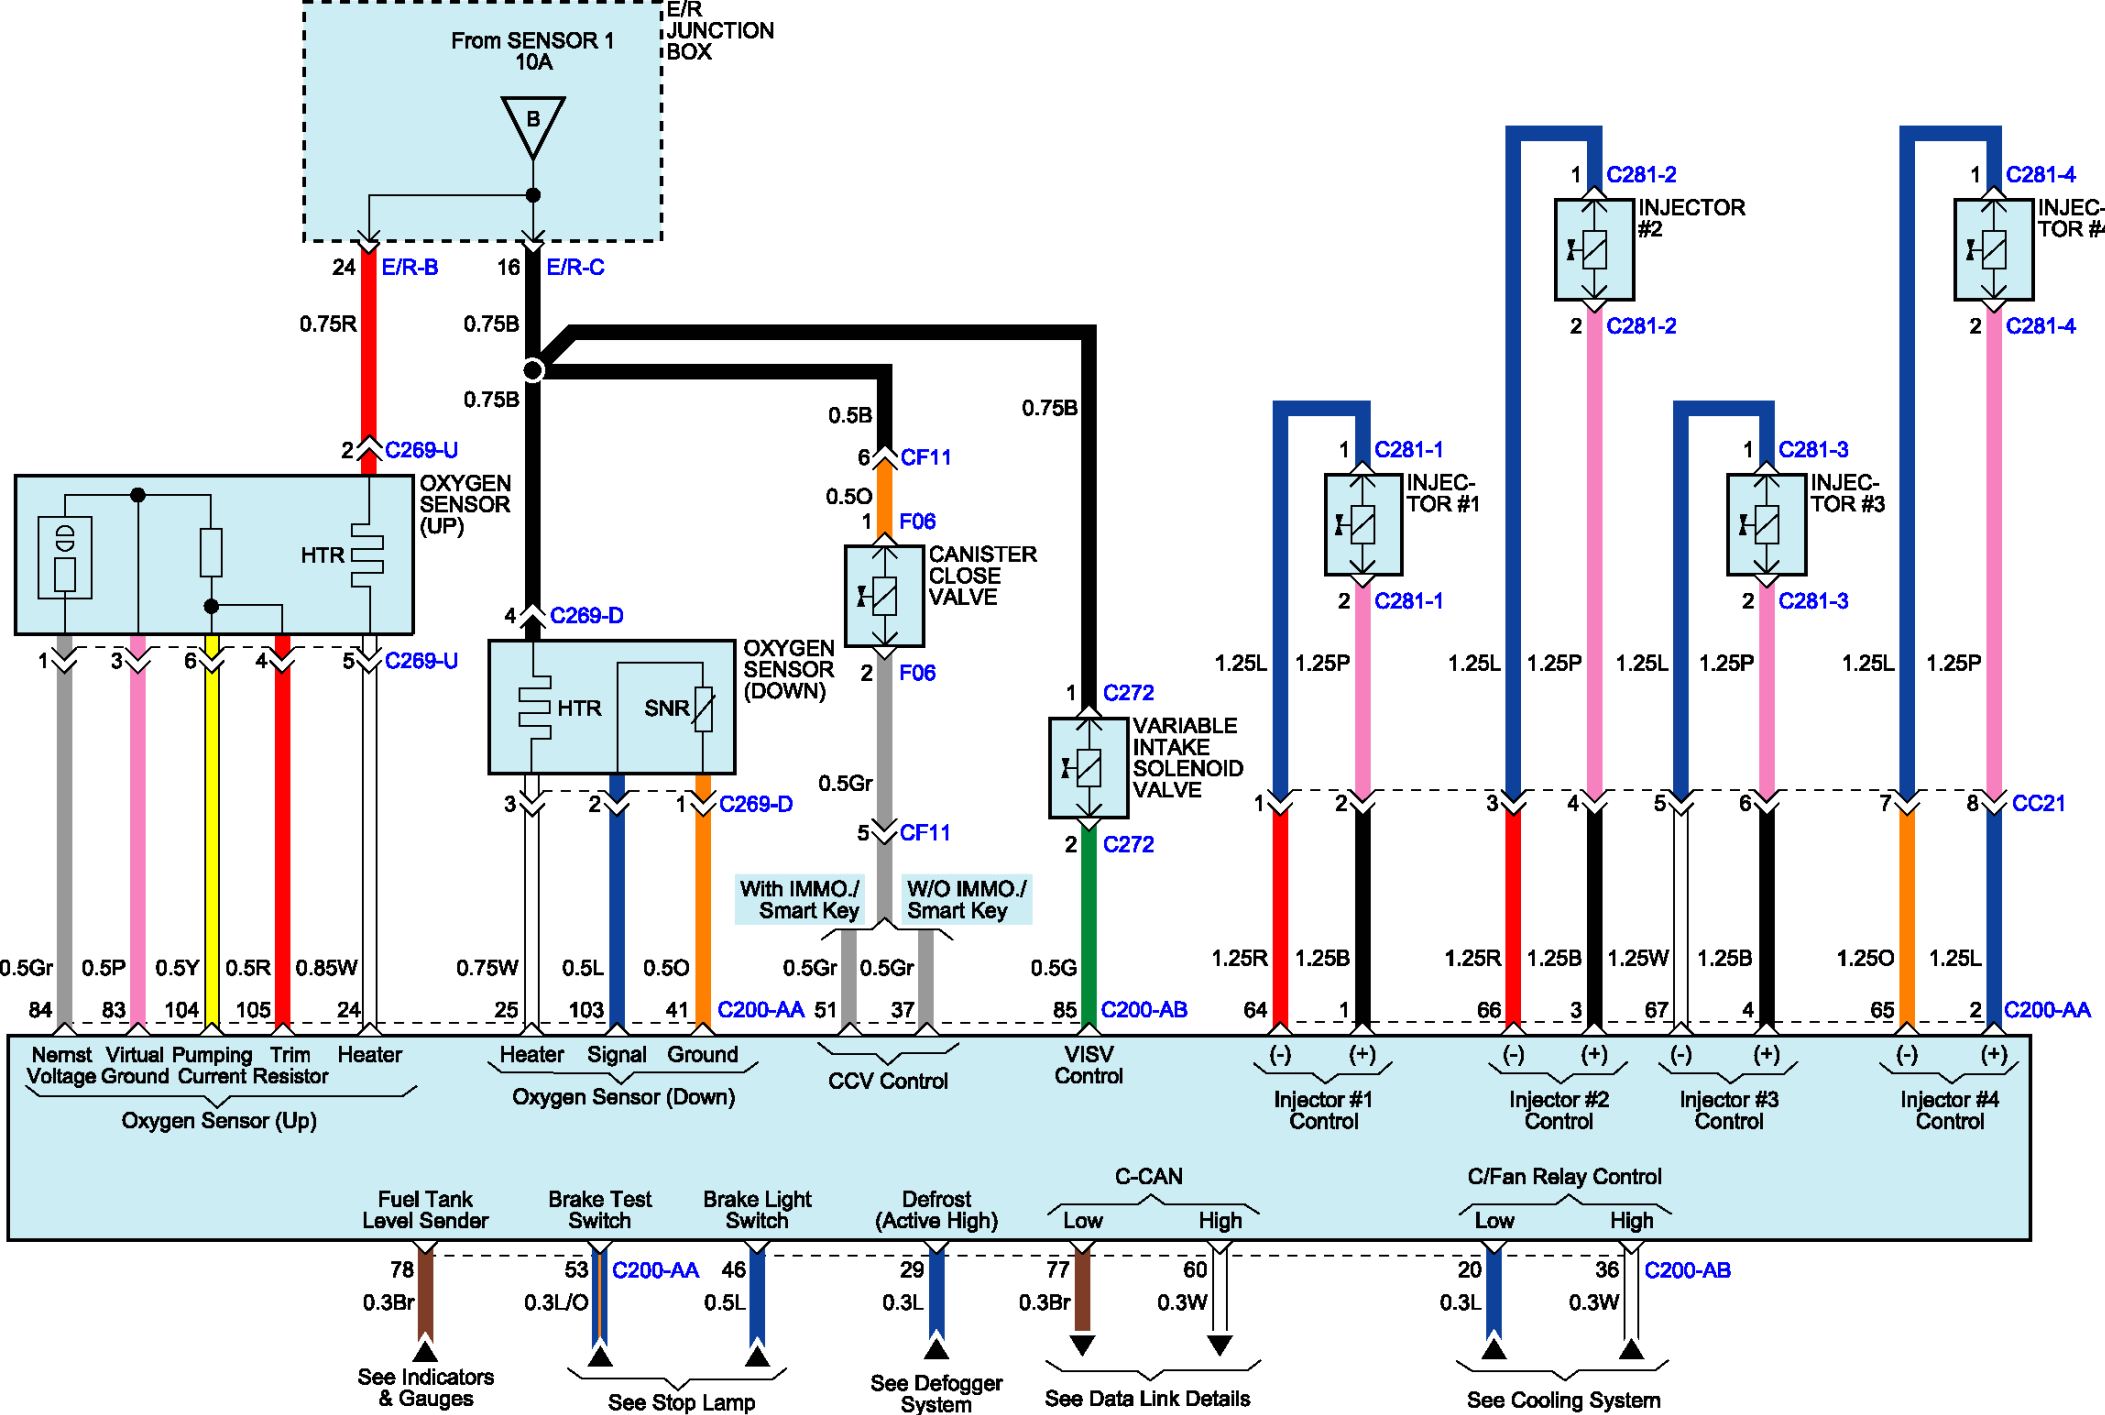 E/R
JUNCTION
BOX
From SENSOR 1
10A
B
24 E/R-B
16 E/R-C
0.75R
0.75B
0.75B
0.5B
0.75B
2 C269-U
OXYGEN
SENSOR
(UP)
HTR
1 3 6 4 5 C269-U
4 C269-D
OXYGEN
SENSOR
(DOWN)
HTR
SNR
3 2 1 C269-D
6 CF11
0.5O
1 F06
CANISTER
CLOSE
VALVE
2 F06
0.5Gr
5 CF11
With IMMO./
Smart Key
W/O IMMO./
Smart Key
1 C272
VARIABLE
INTAKE
SOLENOID
VALVE
2 C272
1 C281-2
INJECTOR
#2
2 C281-2
1 C281-4
INJEC-
TOR #4
2 C281-4
1 C281-1
INJEC-
TOR #1
2 C281-1
1 C281-3
INJEC-
TOR #3
2 C281-3
1.25L 1.25P 1.25L 1.25P 1.25L 1.25P 1.25L 1.25P
1 2 3 4 5 6 7 8 CC21
0.5Gr 0.5P 0.5Y 0.5R 0.85W 0.75W 0.5L 0.5O 0.5Gr 0.5Gr 0.5G 1.25R 1.25B 1.25R 1.25B 1.25W 1.25B 1.25O 1.25L
84 83 104 105 24 25 103 41 C200-AA 51 37 85 C200-AB 64 1 66 3 67 4 65 2 C200-AA
Nernst
Voltage
Virtual
Ground
Pumping
Current
Trim
Resistor
Heater
Oxygen Sensor (Up)
Heater Signal Ground
Oxygen Sensor (Down)
CCV Control
VISV
Control
(-) (+)
Injector #1
Control
(-) (+)
Injector #2
Control
(-) (+)
Injector #3
Control
(-) (+)
Injector #4
Control
Fuel Tank
Level Sender
Brake Test
Switch
Brake Light
Switch
Defrost
(Active High)
C-CAN
Low High
C/Fan Relay Control
Low High
78 53 C200-AA 46 29 77 60 20 36 C200-AB
0.3Br 0.3L/O 0.5L 0.3L 0.3Br 0.3W 0.3L 0.3W
See Indicators
& Gauges
See Stop Lamp
See Defogger
System
See Data Link Details
See Cooling System